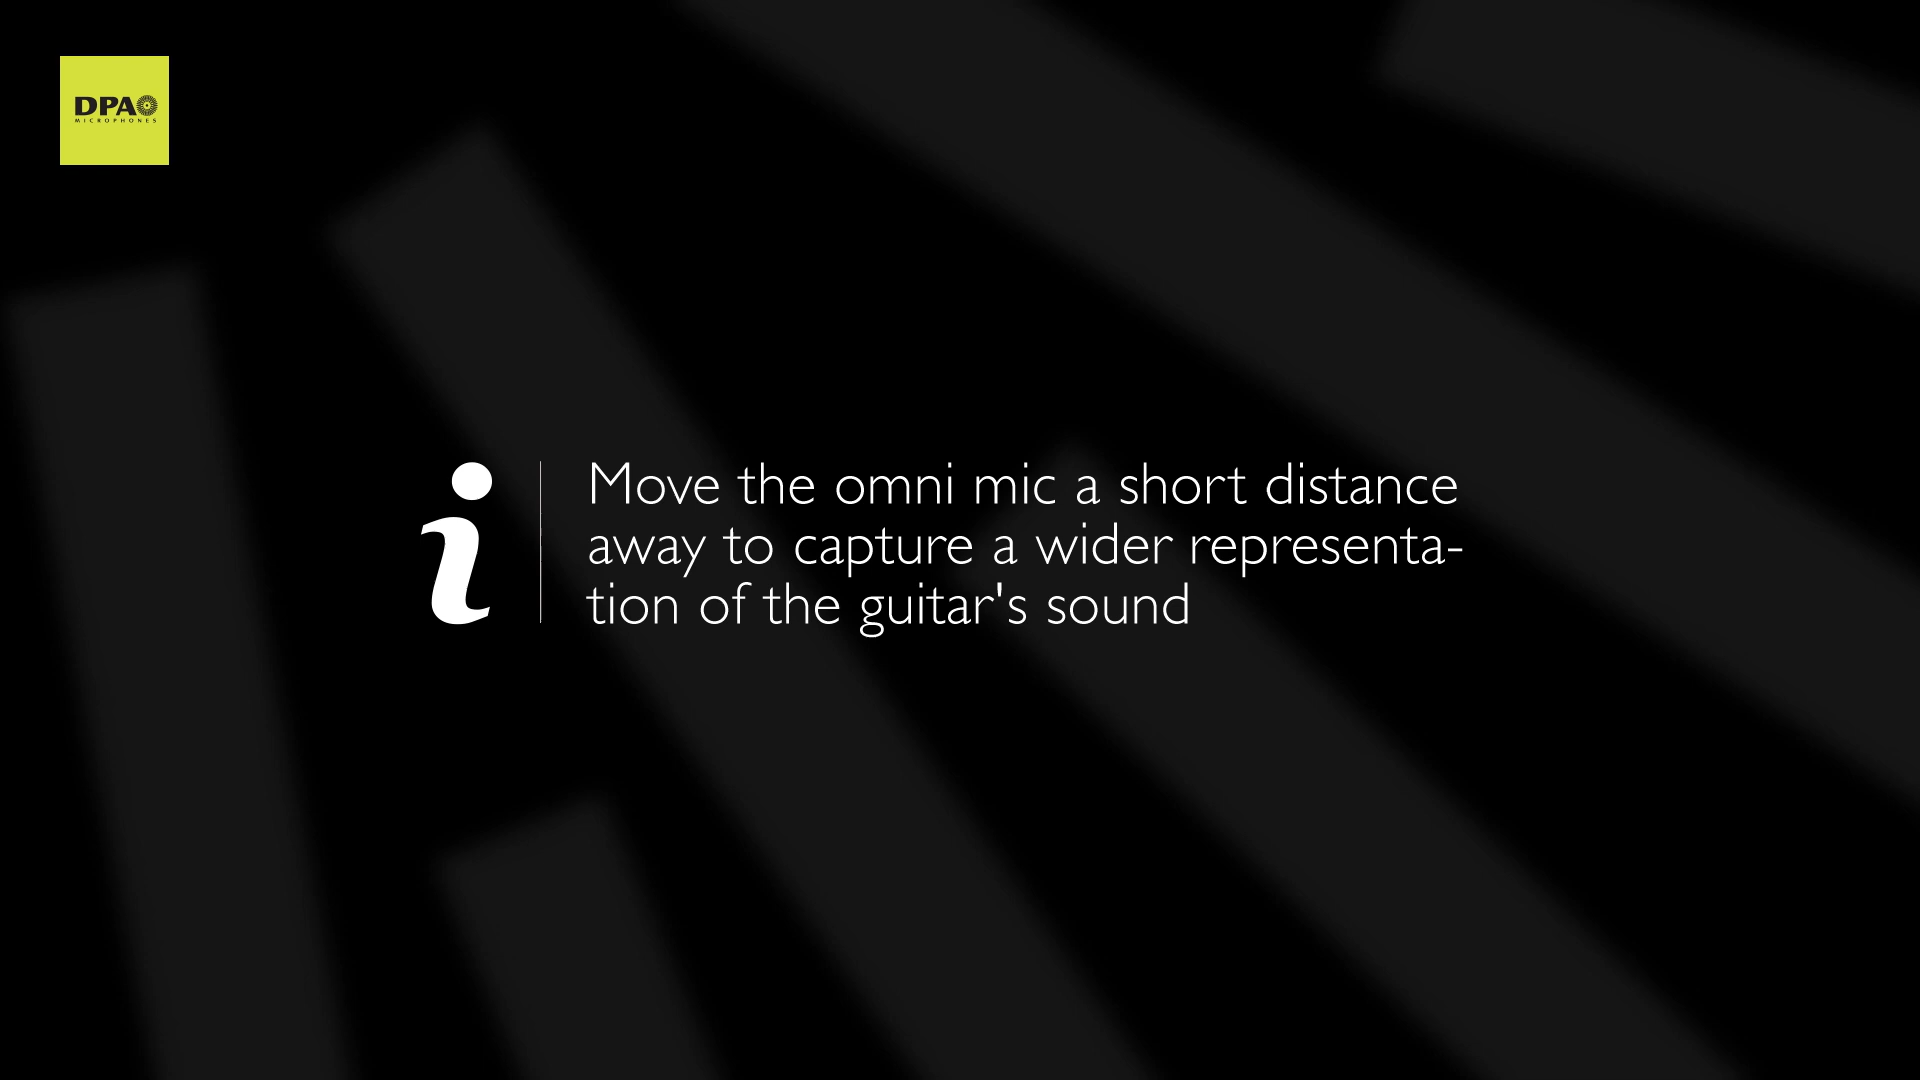 DPA
MICROPHONES
i
Move the omni mic a short distance
away to capture a wider representa-
tion of the guitar's sound